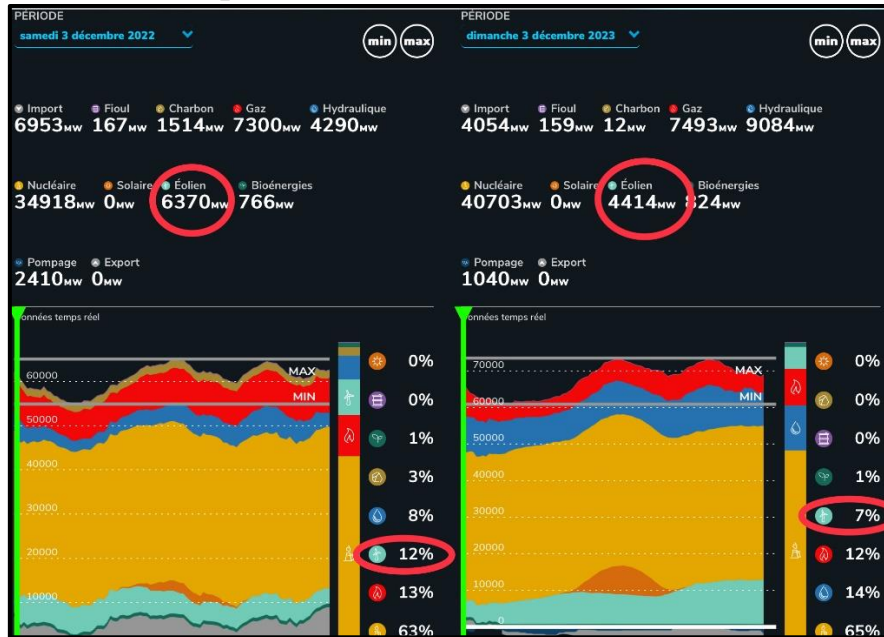 PÉRIODE
samedi 3 décembre 2022
min max
Import Fioul Charbon Gaz Hydraulique
6953MW 167MW 1514MW 7300MW 4290MW
Nucléaire Solaire Éolien Bioénergies
34918MW 0MW 6370MW 766MW
Pompage Export
2410MW 0MW
onnées temps réel
MAX
60000
MIN
50000
40000
30000
20000
10000
0%
0%
1%
3%
8%
12%
13%
63%
PÉRIODE
dimanche 3 décembre 2023
min max
Import Fioul Charbon Gaz Hydraulique
4054MW 159MW 12MW 7493MW 9084MW
Nucléaire Solaire Éolien Bioénergies
40703MW 0MW 4414MW 824MW
Pompage Export
1040MW 0MW
onnées temps réel
70000
MAX
60000
MIN
50000
40000
30000
20000
10000
0
0%
0%
0%
1%
7%
12%
14%
65%